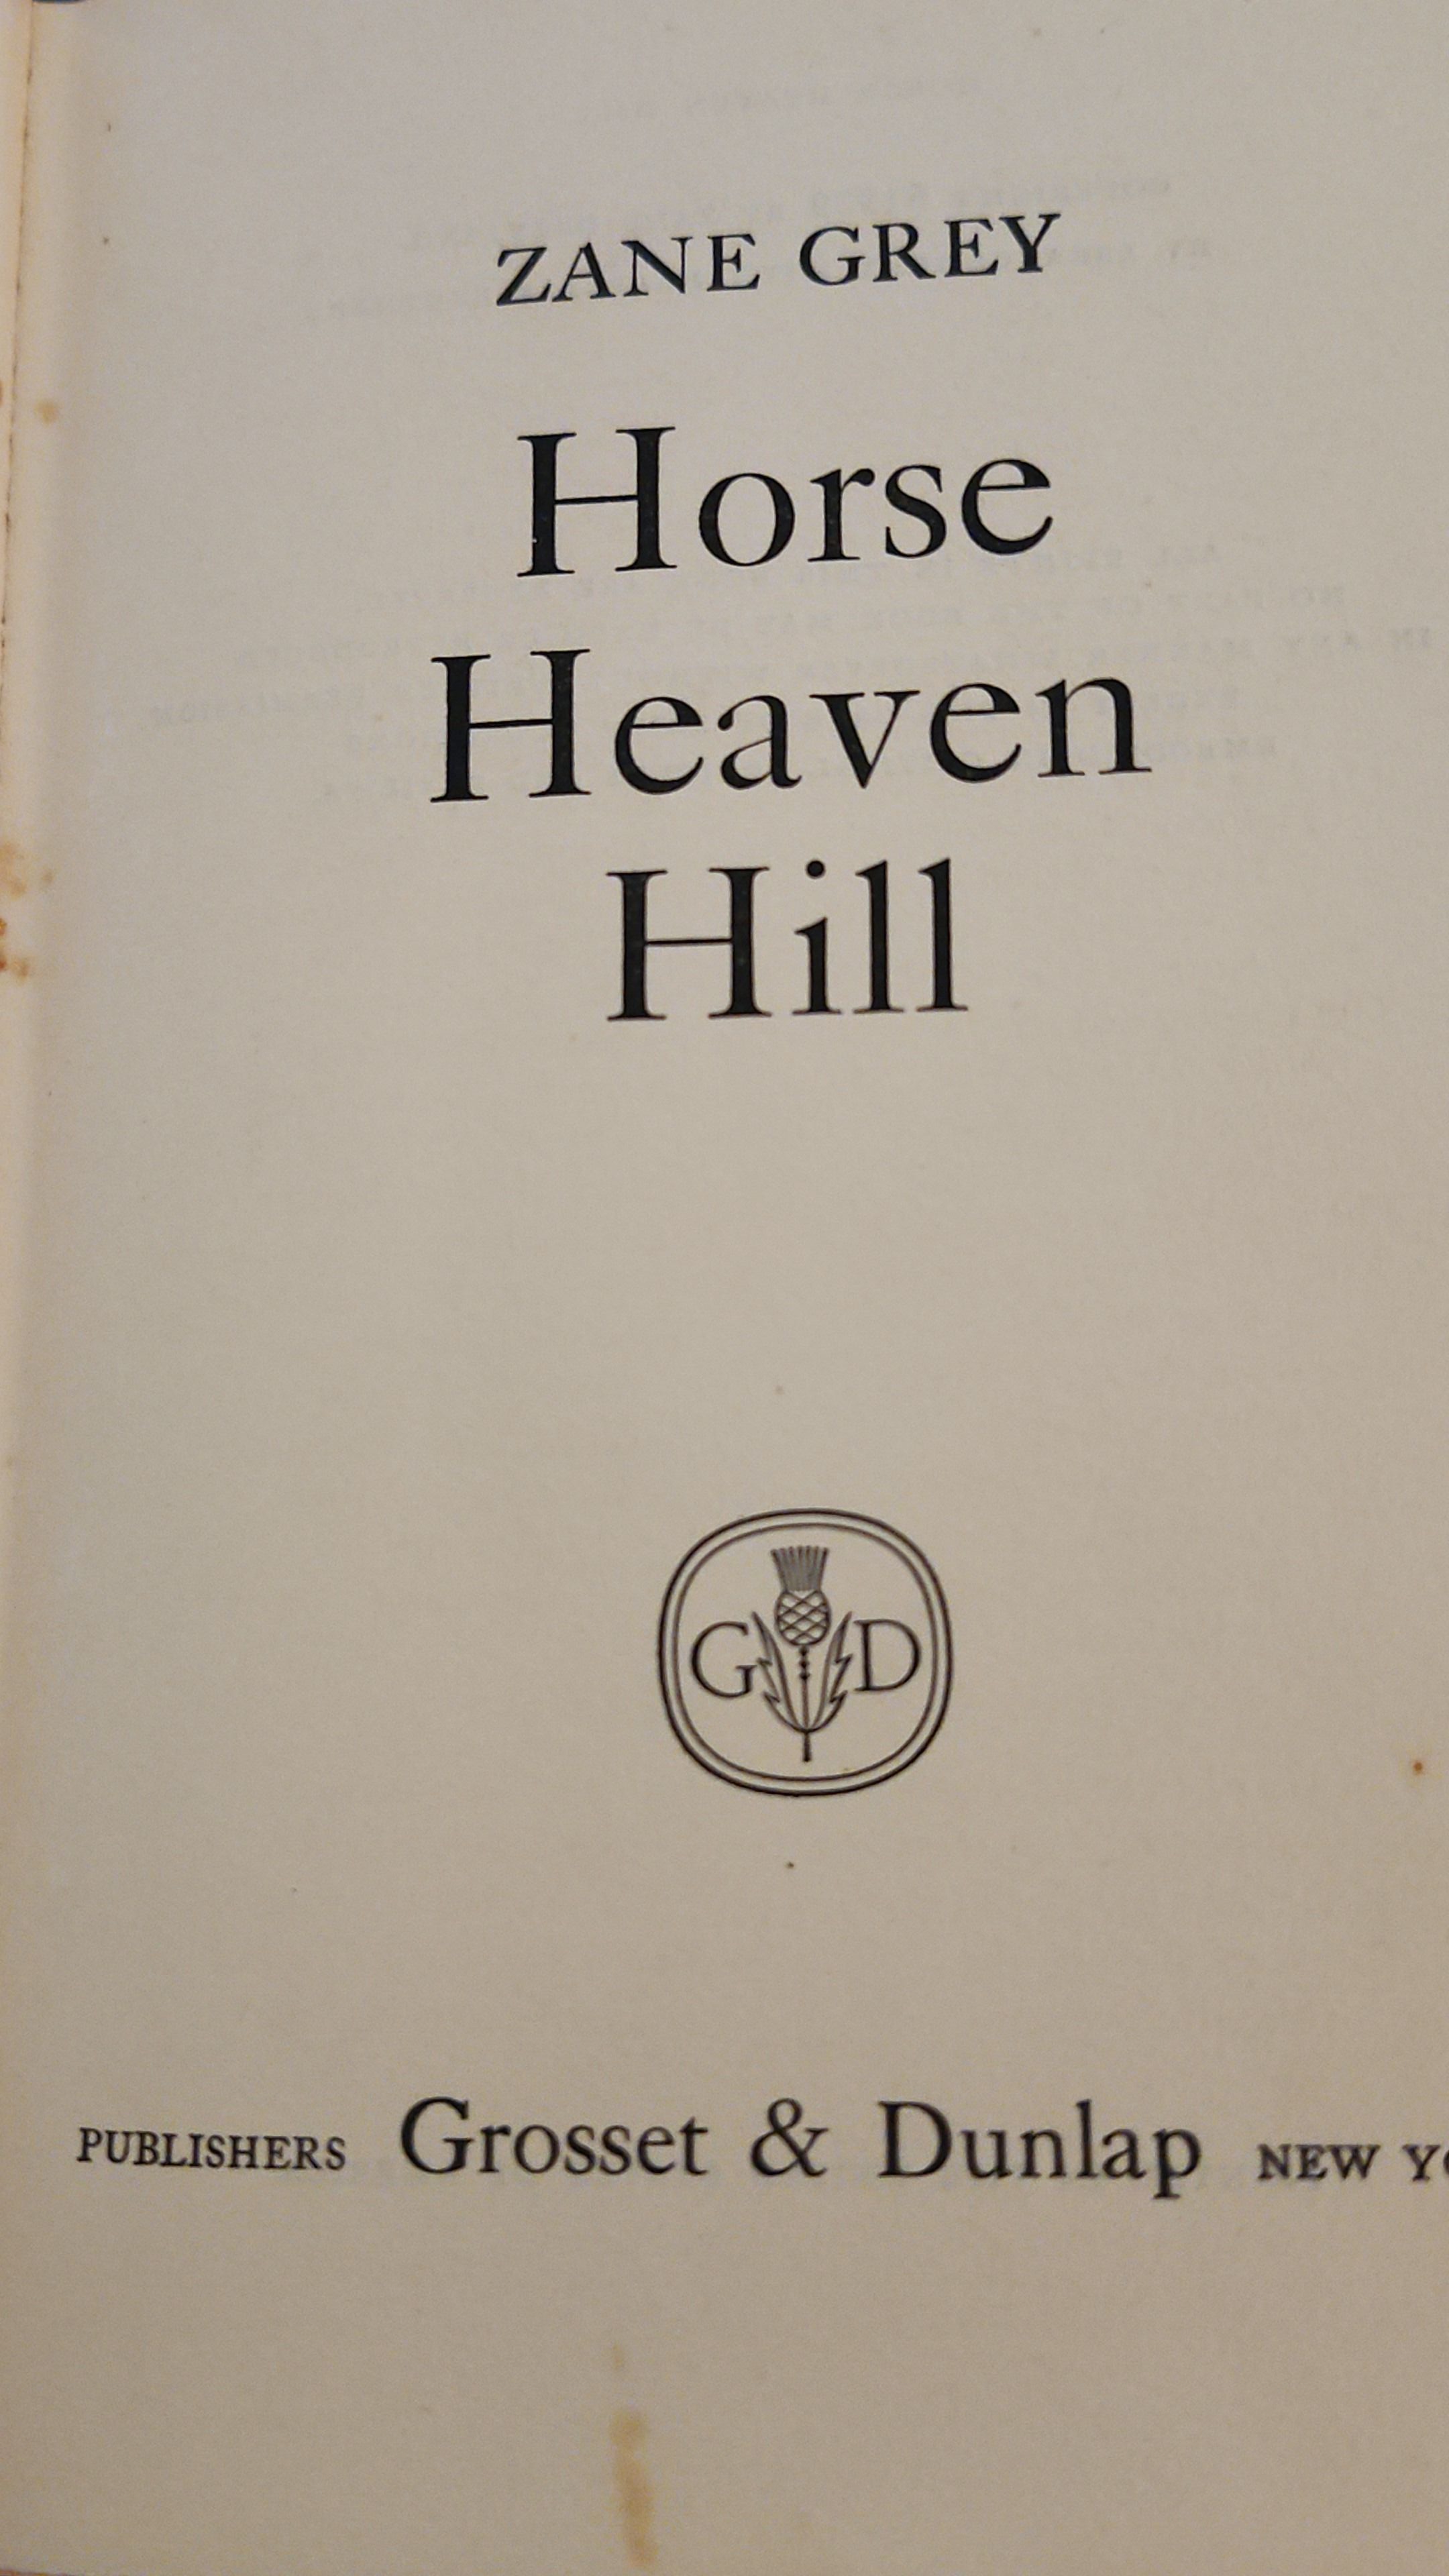 ZANE GREY
Horse
Heaven
Hill
G D
PUBLISHERS Grosset & Dunlap NEW YO